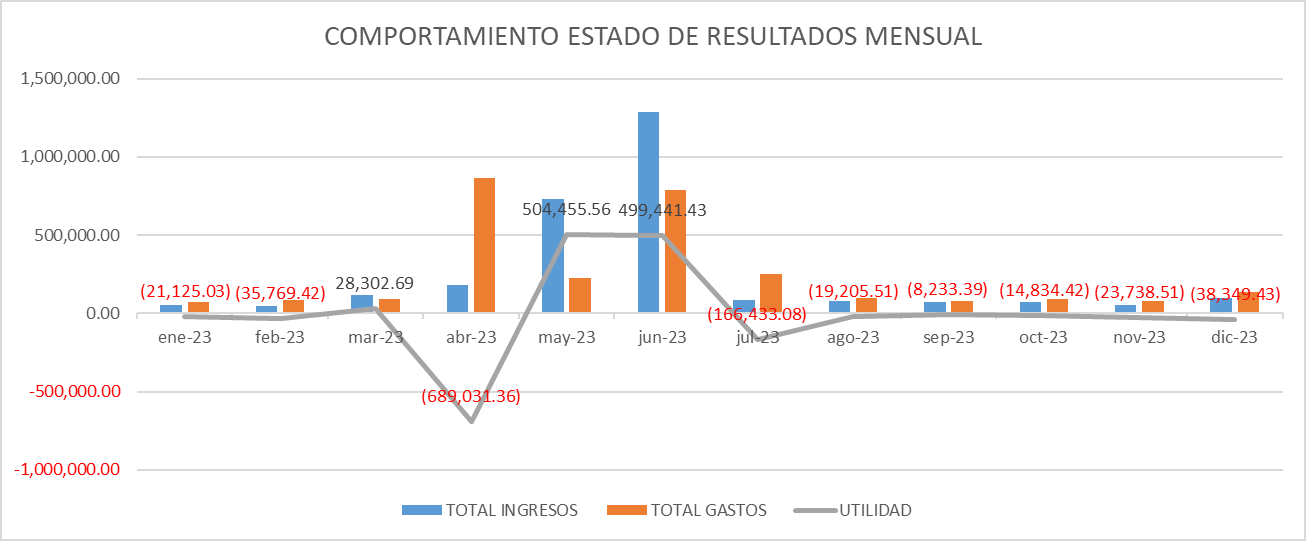 COMPORTAMIENTO ESTADO DE RESULTADOS MENSUAL
1,500,000.00
1,000,000.00
500,000.00
0.00
-500,000.00
-1,000,000.00
(21,125.03)
(35,769.42)
28,302.69
(689,031.36)
504,455.56
499,441.43
(166,433.08)
(19,205.51)
(8,233.39)
(14,834.42)
(23,738.51)
(38,349.43)
ene-23
feb-23
mar-23
abr-23
may-23
jun-23
jul-23
ago-23
sep-23
oct-23
nov-23
dic-23
TOTAL INGRESOS
TOTAL GASTOS
UTILIDAD